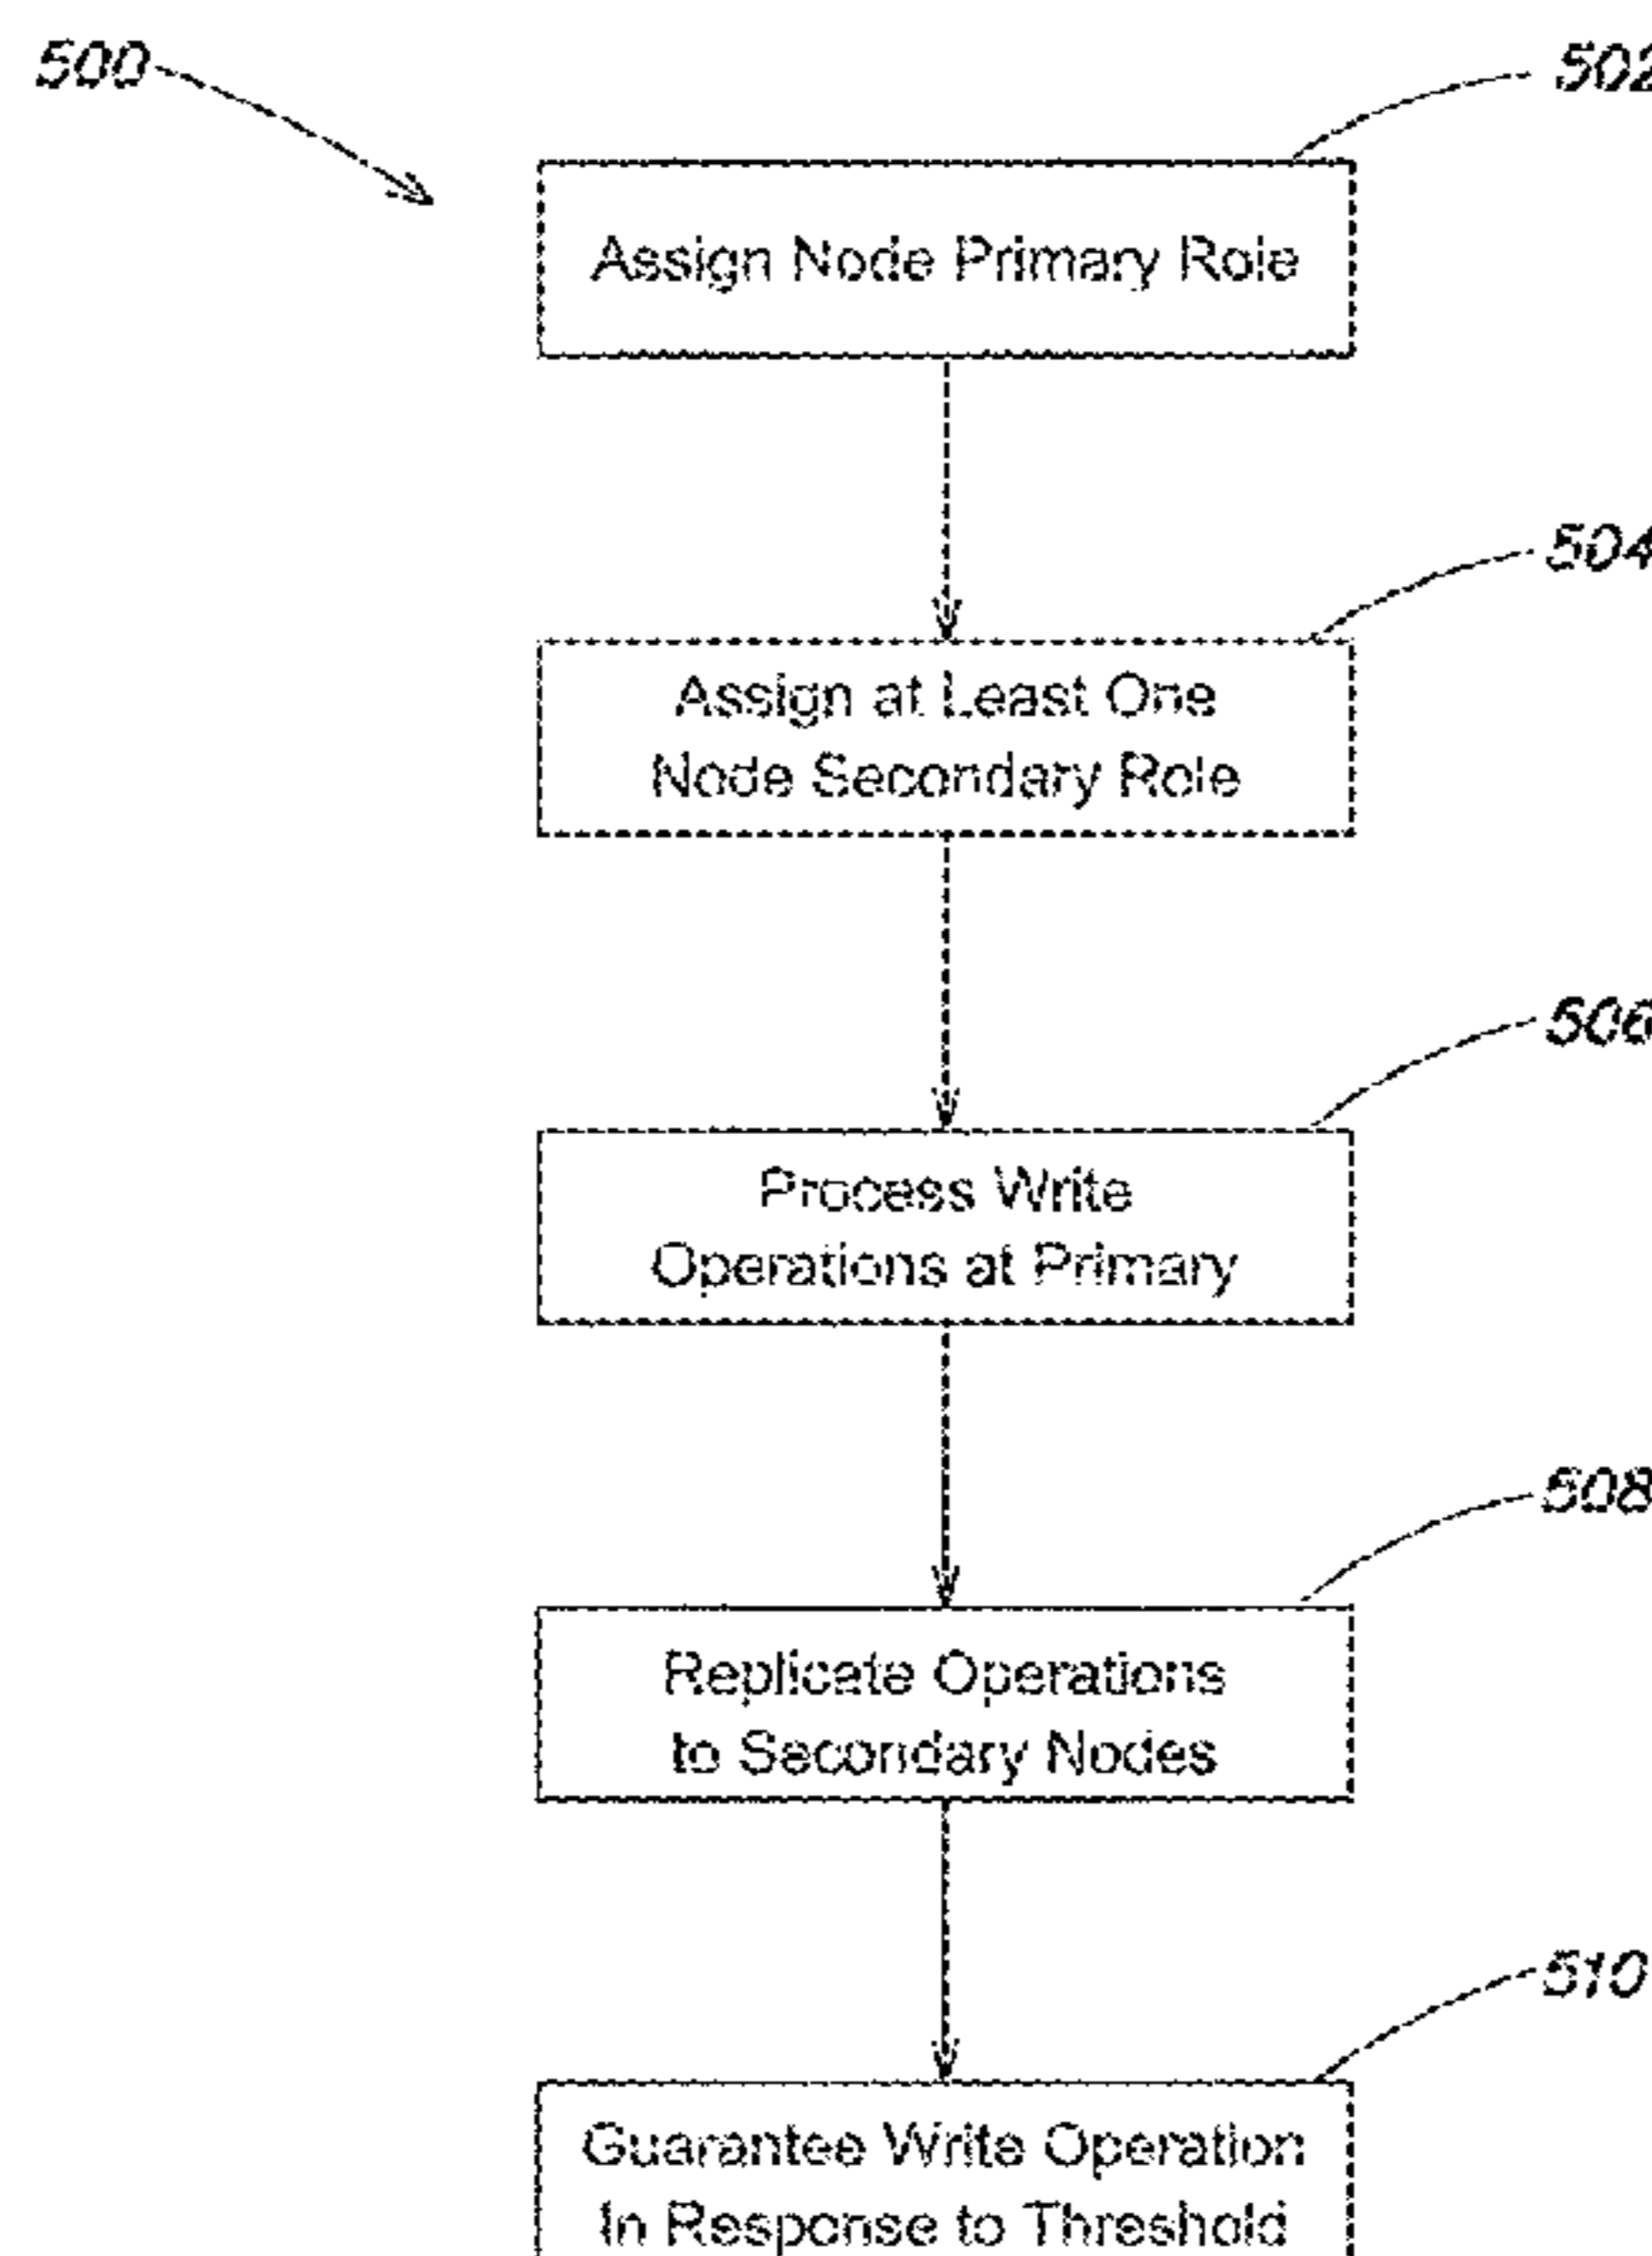 500
502
Assign Node Primary Role
504
Assign at Least One
Node Secondary Role
506
Process Write
Operations at Primary
508
Replicate Operations
to Secondary Nodes
510
Guarantee Write Operation
In Response to Threshold